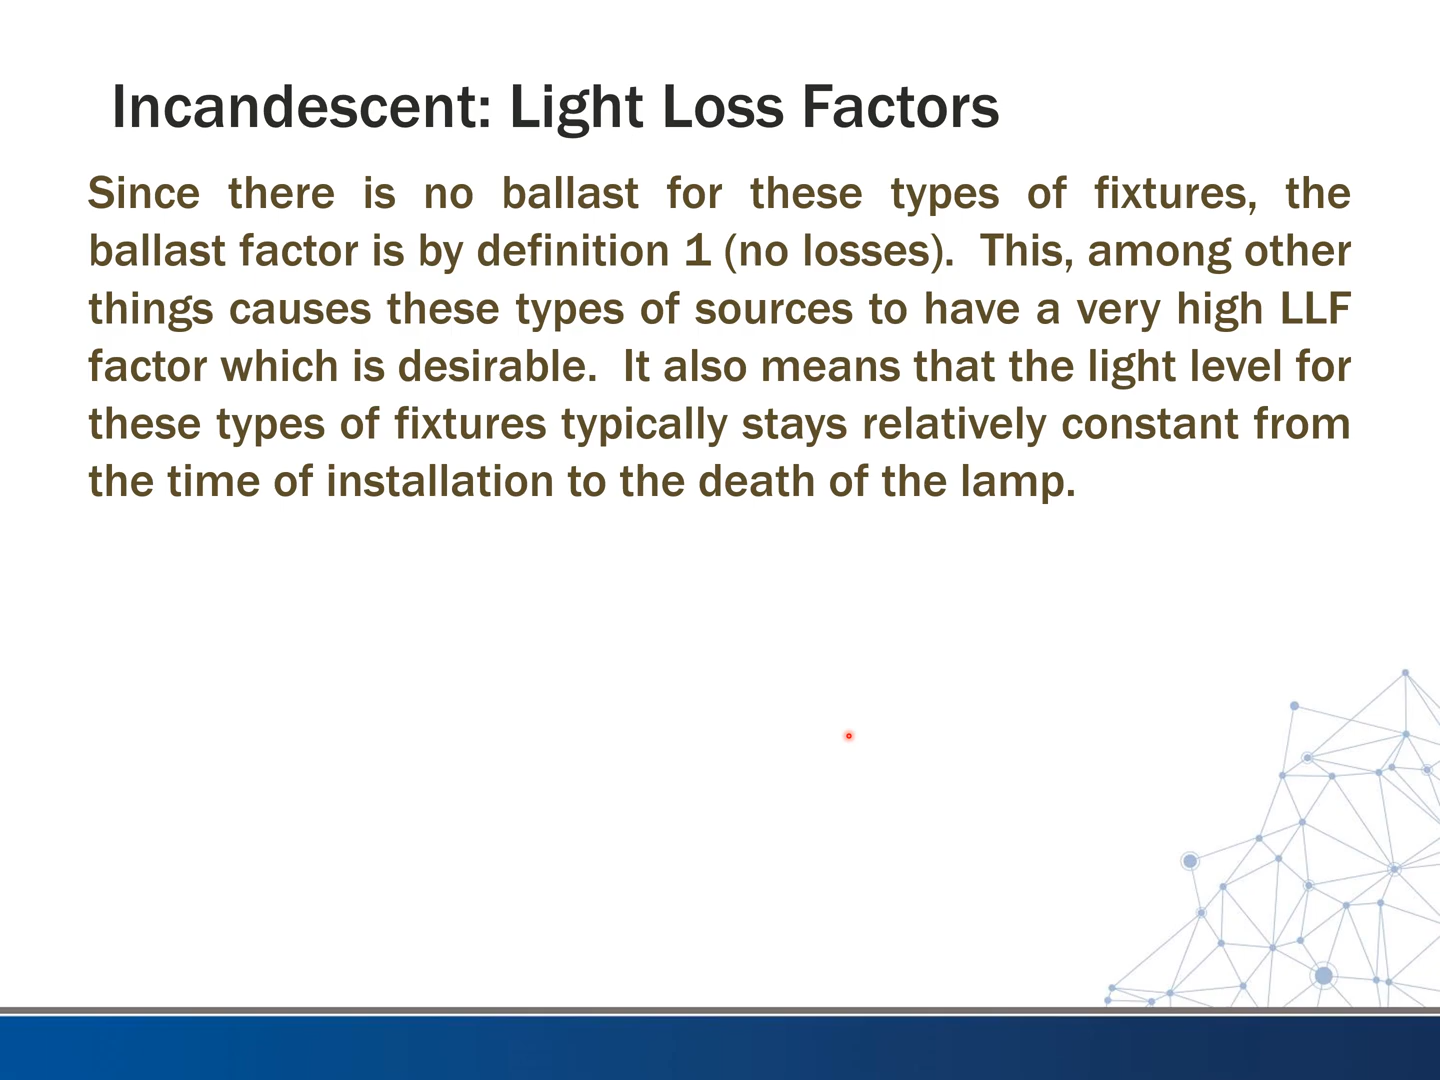 Incandescent: Light Loss Factors
Since there is no ballast for these types of fixtures, the
ballast factor is by definition 1 (no losses).  This, among other
things causes these types of sources to have a very high LLF
factor which is desirable.  It also means that the light level for
these types of fixtures typically stays relatively constant from
the time of installation to the death of the lamp.